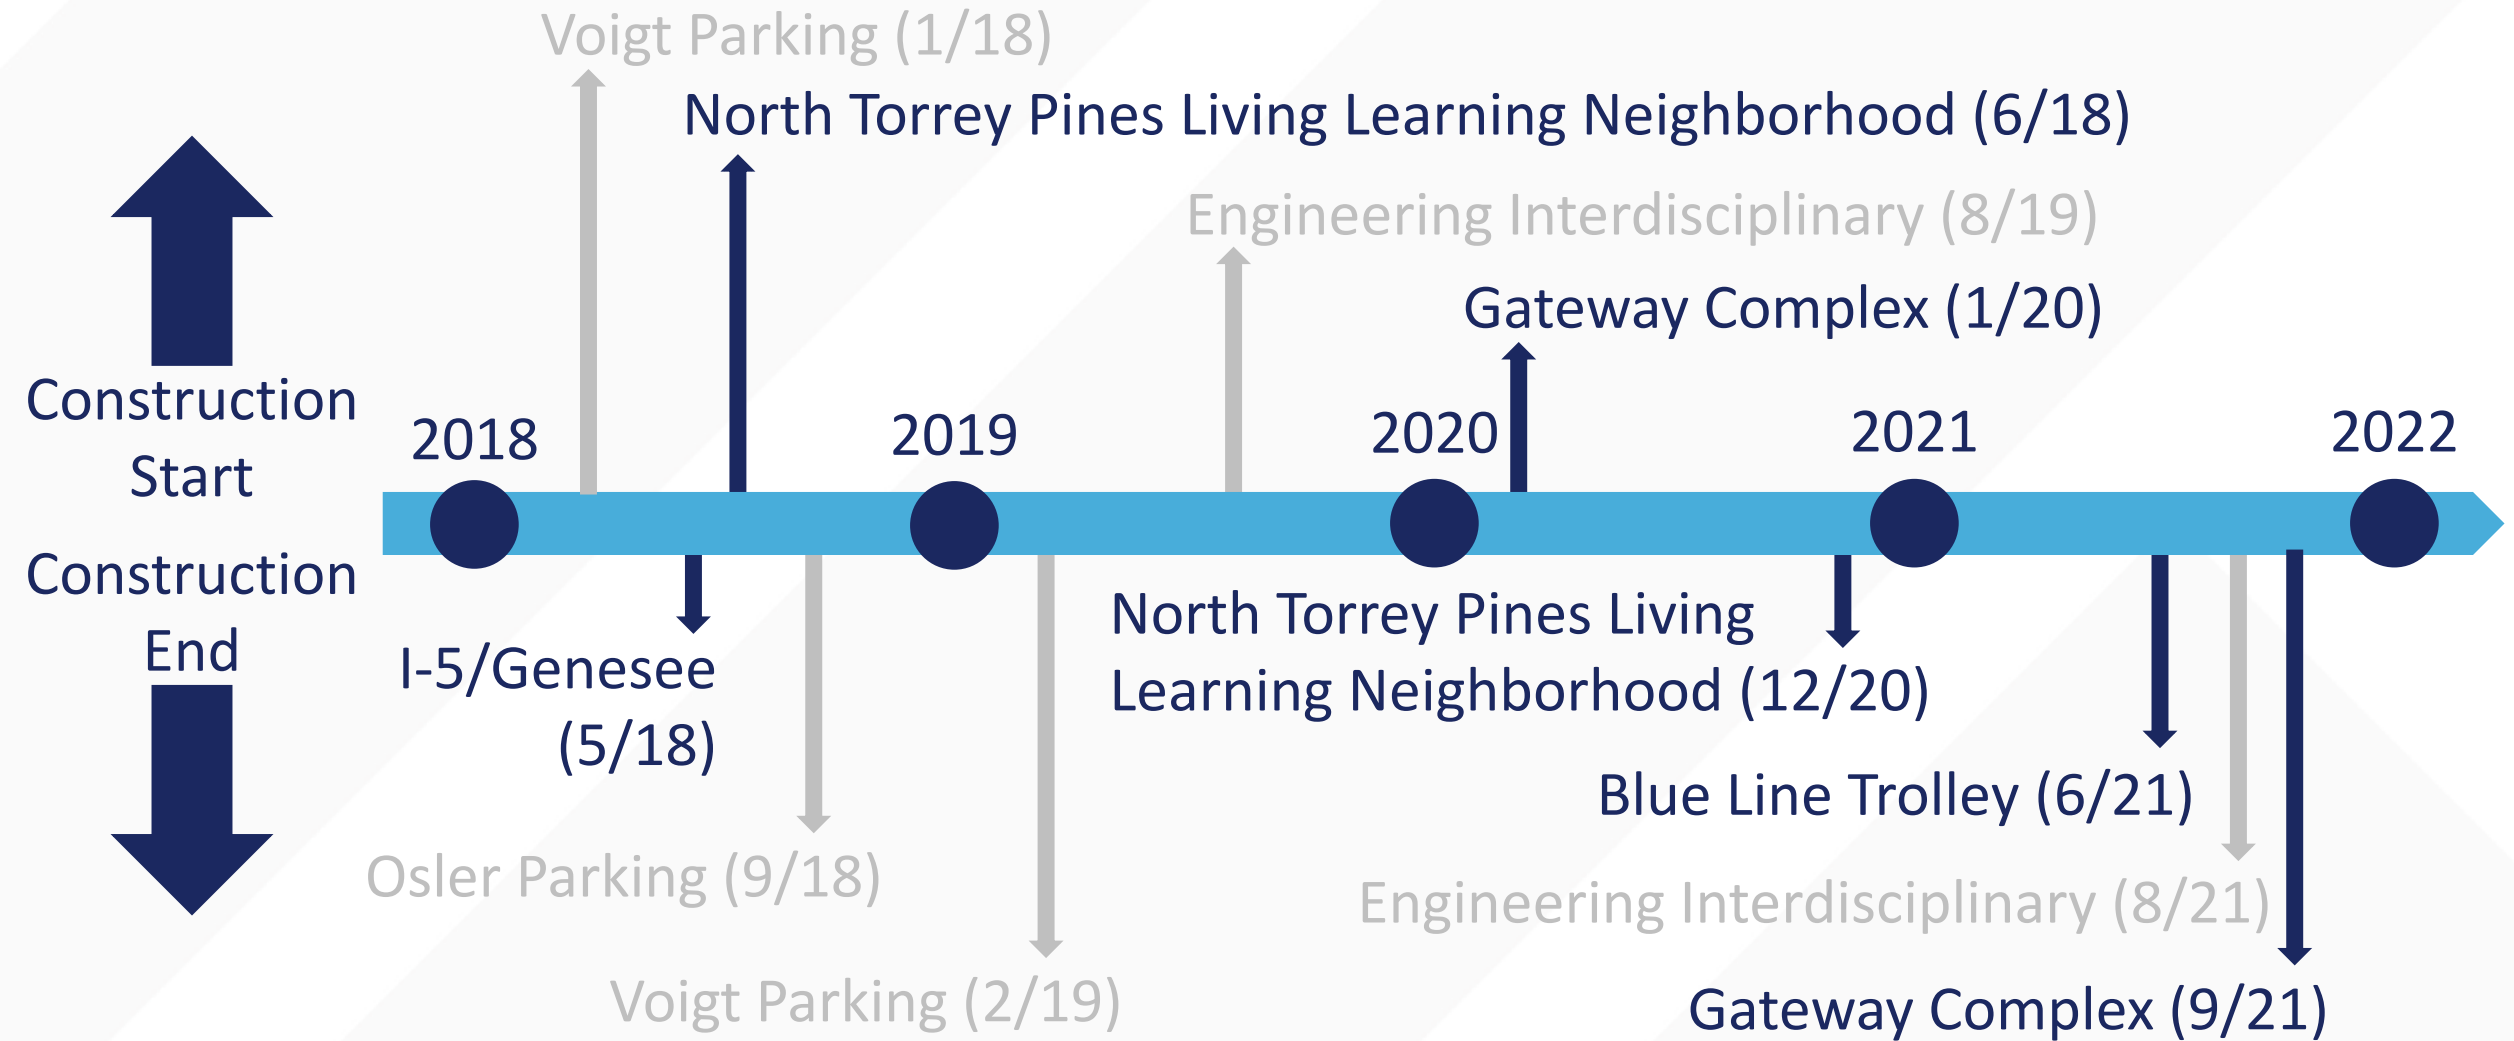 Voigt Parking (1/18)
North Torrey Pines Living Learning Neighborhood (6/18)
Engineering Interdisciplinary (8/19)
Gateway Complex (1/20)
Construction
Start
2018
2019
2020
2021
2022
Construction
End
I-5/Genesee
(5/18)
North Torrey Pines Living
Learning Neighborhood (12/20)
Blue Line Trolley (6/21)
Osler Parking (9/18)
Engineering Interdisciplinary (8/21)
Voigt Parking (2/19)
Gateway Complex (9/21)